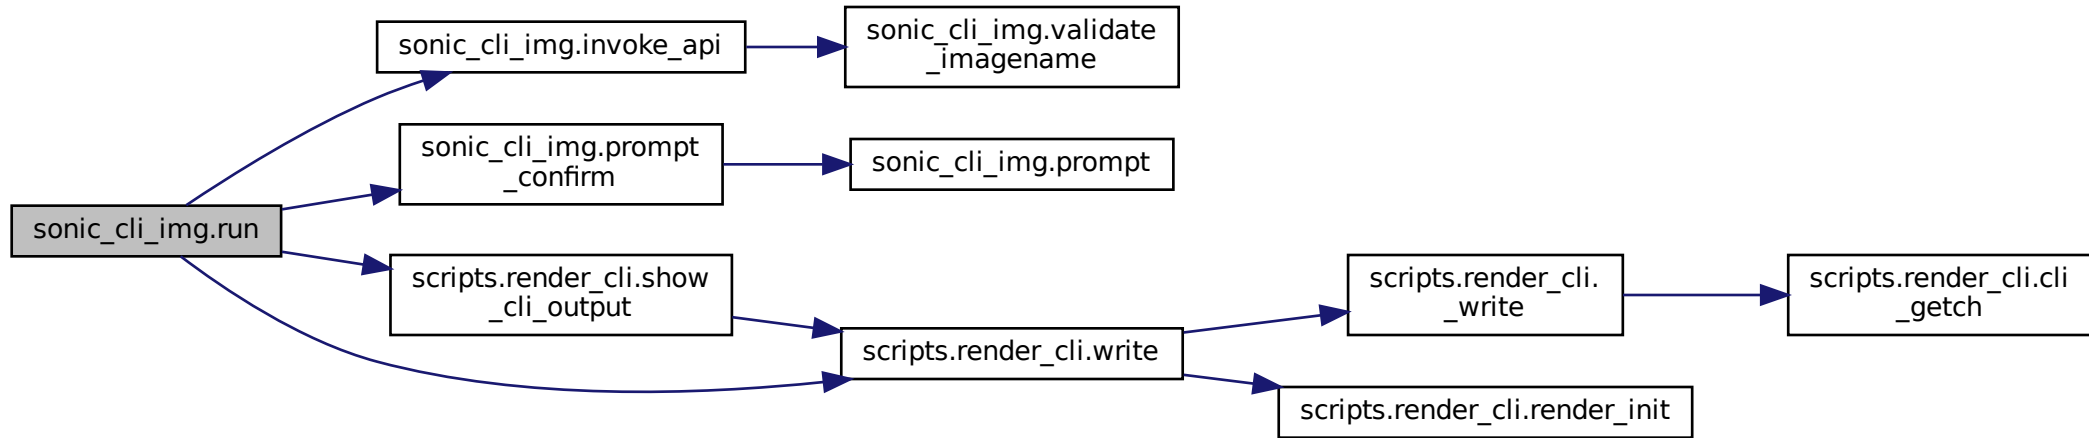 sonic_cli_img.run
sonic_cli_img.invoke_api
sonic_cli_img.validate
_imagename
sonic_cli_img.prompt
_confirm
sonic_cli_img.prompt
scripts.render_cli.show
_cli_output
scripts.render_cli.write
scripts.render_cli.
_write
scripts.render_cli.cli
_getch
scripts.render_cli.render_init